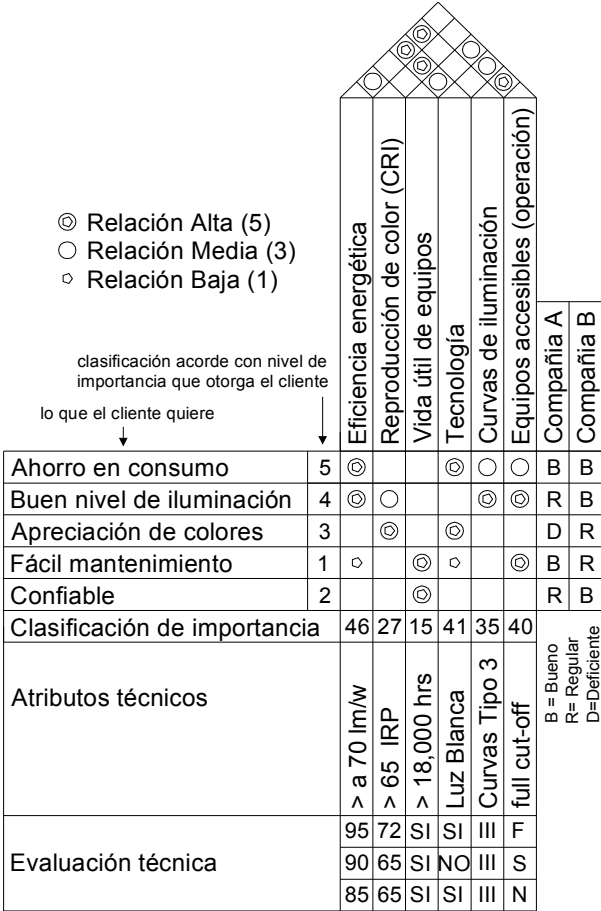 Relación Alta (5)
Relación Media (3)
Relación Baja (1)
clasificación acorde con nivel de
importancia que otorga el cliente
lo que el cliente quiere
Eficiencia energética
Reproducción de color (CRI)
Vida útil de equipos
Tecnología
Curvas de iluminación
Equipos accesibles (operación)
Compañia A
Compañia B
Ahorro en consumo 5 B B
Buen nivel de iluminación 4 R B
Apreciación de colores 3 D R
Fácil mantenimiento 1 B R
Confiable 2 R B
Clasificación de importancia 46 27 15 41 35 40
B = Bueno
R= Regular
D=Deficiente
Atributos técnicos
> a 70 lm/w
> 65 IRP
> 18,000 hrs
Luz Blanca
Curvas Tipo 3
full cut-off
Evaluación técnica
95 72 SI SI III F
90 65 SI NO III S
85 65 SI SI III N